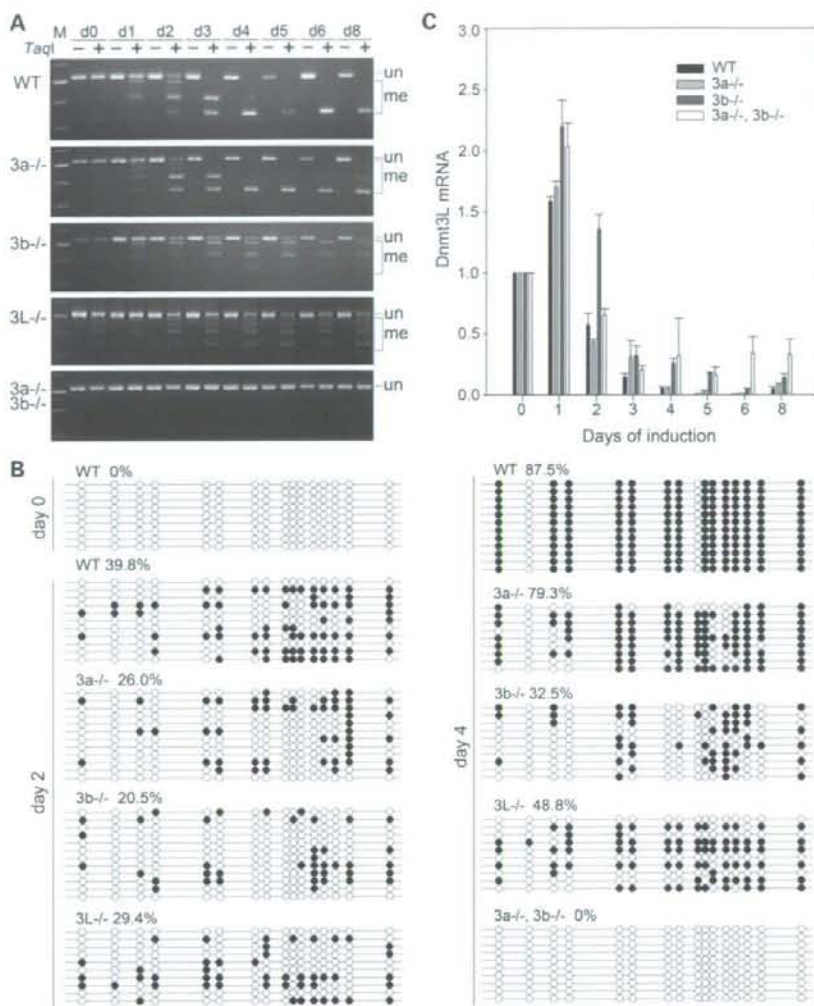 A
M d0 d1 d2 d3 d4 d5 d6 d8
TaqI − + − + − + − + − + − + − + − +
WT
un
me
3a-/-
un
me
3b-/-
un
me
3L-/-
un
me
3a-/-
3b-/-
un
C
3.0
2.5
2.0
1.5
1.0
0.5
0.0
Dnmt3L mRNA
WT
3a-/-
3b-/-
3a-/-, 3b-/-
0 1 2 3 4 5 6 8
Days of induction
B
day 0
WT 0%
day 2
WT 39.8%
3a-/- 26.0%
3b-/- 20.5%
3L-/- 29.4%
day 4
WT 87.5%
3a-/- 79.3%
3b-/- 32.5%
3L-/- 48.8%
3a-/-, 3b-/- 0%